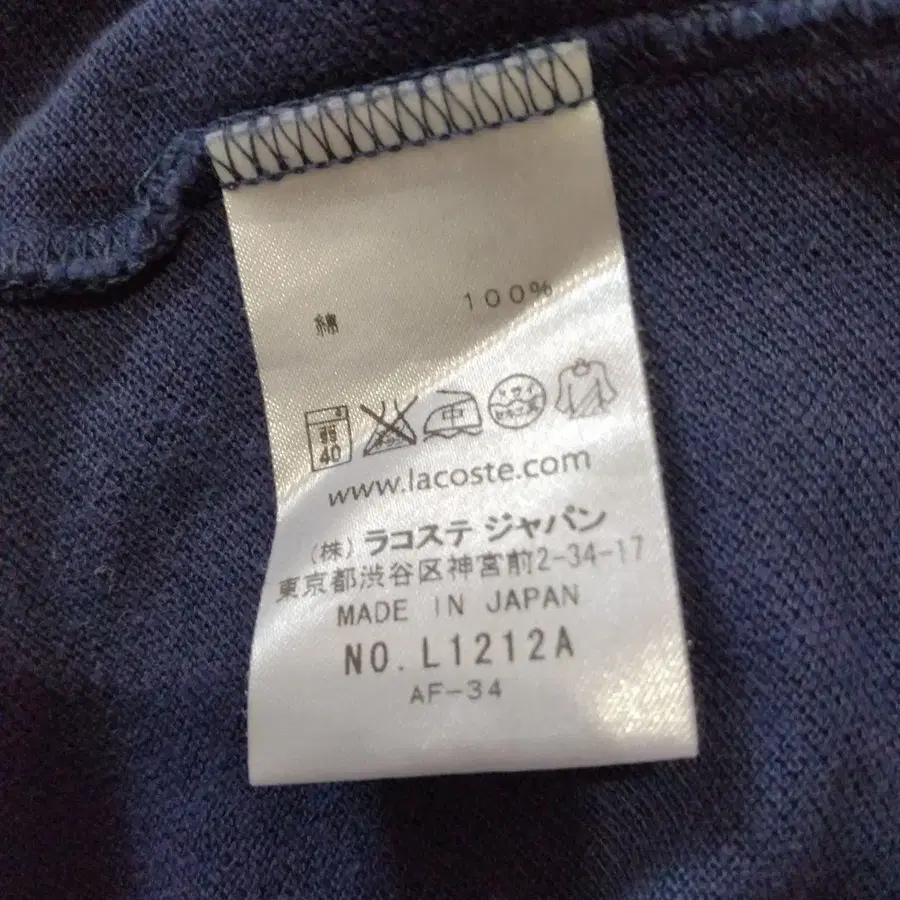 綿 100%
40
中
www.lacoste.com
(株) ラコステ ジャパン
東京都渋谷区神宮前2-34-17
MADE IN JAPAN
NO. L1212A
AF-34